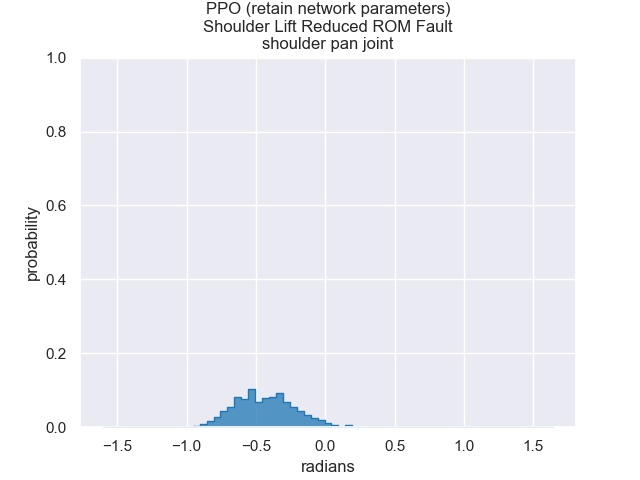 PPO (retain network parameters)
Shoulder Lift Reduced ROM Fault
shoulder pan joint
1.0
0.8
0.6
0.4
0.2
0.0
probability
−1.5
−1.0
−0.5
0.0
0.5
1.0
1.5
radians